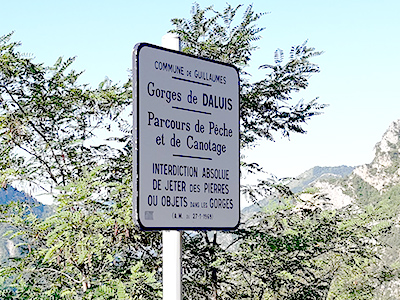 COMMUNE DE GUILLAUMES
Gorges de DALUIS
Parcours de Pêche
et de Canotage
INTERDICTION ABSOLUE
DE JETER DES PIERRES
OU OBJETS DANS LES GORGES